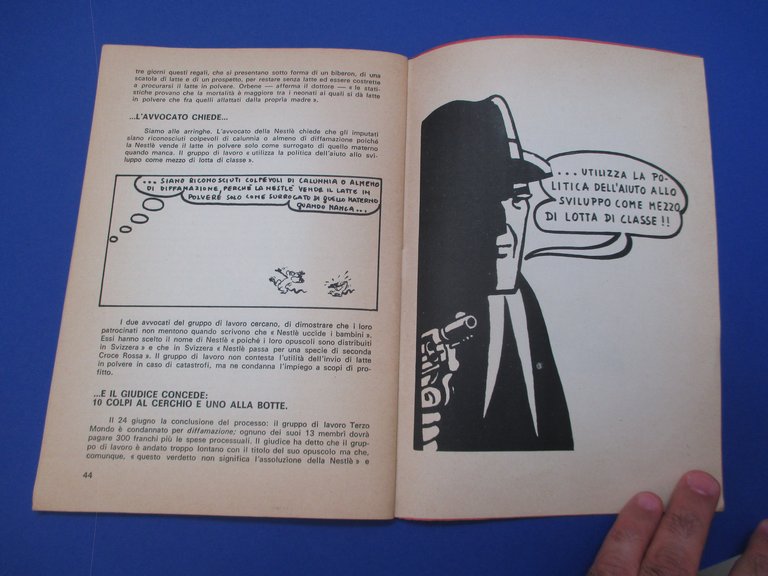 tre giorni questi regali, che si presentano sotto forma di un biberon, di una
scatola di latte e di un prospetto, per restare senza latte ed essere costrette
a procurarsi il latte in polvere. Orbene — afferma il dottore — « le stati-
stiche provano che la mortalità è maggiore tra i neonati ai quali si dà latte
in polvere che fra quelli allattati dalla propria madre ».
...L'AVVOCATO CHIEDE...
Siamo alle arringhe. L'avvocato della Nestlè chiede che gli imputati
siano riconosciuti colpevoli di calunnia o almeno di diffamazione poiché
la Nestlè vende il latte in polvere solo come surrogato di quello materno
quando manca. Il gruppo di lavoro « utilizza la politica dell'aiuto allo svi-
luppo come mezzo di lotta di classe ».
... SIANO RICONOSCIUTI COLPEVOLI DI CALUNNIA O ALMENO
DI DIFFAMAZIONE, PERCHÉ LA NESTLÈ VENDE IL LATTE IN
POLVERE SOLO COME SURROGATO DI QUELLO MATERNO
QUANDO MANCA...
I due avvocati del gruppo di lavoro cercano, di dimostrare che i loro
patrocinati non mentono quando scrivono che « Nestlè uccide i bambini ».
Essi hanno scelto il nome di Nestlè « poiché i loro opuscoli sono distribuiti
in Svizzera » e che in Svizzera « Nestlè passa per una specie di seconda
Croce Rossa ». Il gruppo di lavoro non contesta l'utilità dell'invio di latte
in polvere in caso di catastrofi, ma ne condanna l'impiego a scopi di pro-
fitto.
...E IL GIUDICE CONCEDE:
10 COLPI AL CERCHIO E UNO ALLA BOTTE.
Il 24 giugno la conclusione del processo: il gruppo di lavoro Terzo
Mondo è condannato per diffamazione; ognuno dei suoi 13 membri dovrà
pagare 300 franchi più le spese processuali. Il giudice ha detto che il grup-
po di lavoro è andato troppo lontano con il titolo del suo opuscolo ma che,
comunque, « questo verdetto non significa l'assoluzione della Nestlè » e
44
... UTILIZZA LA PO-
LITICA DELL'AIUTO ALLO
SVILUPPO COME MEZZO
DI LOTTA DI CLASSE !!